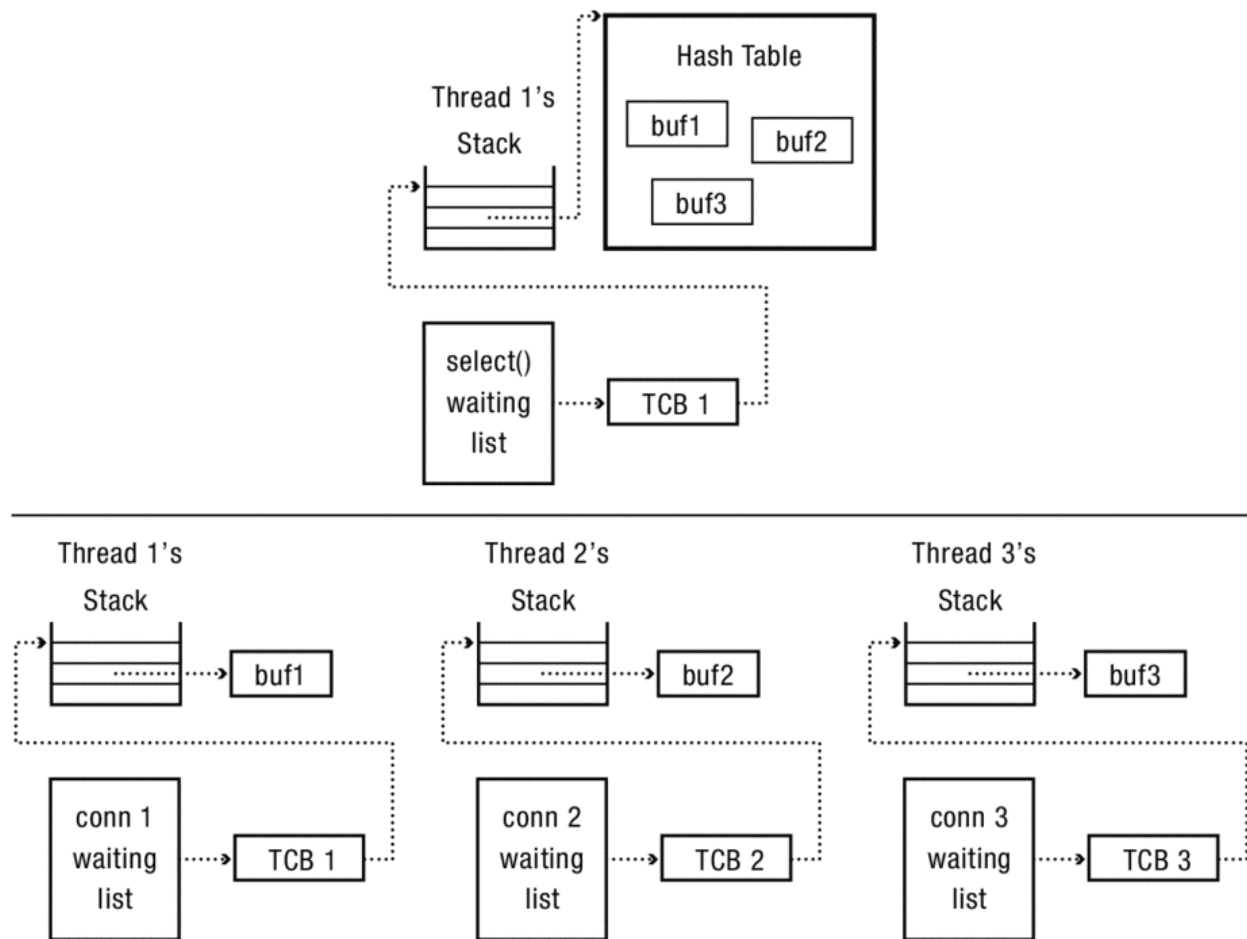 Hash Table
Thread 1's
Stack
buf1
buf2
buf3
select()
waiting
list
TCB 1
Thread 1's
Stack
buf1
conn 1
waiting
list
TCB 1
Thread 2's
Stack
buf2
conn 2
waiting
list
TCB 2
Thread 3's
Stack
buf3
conn 3
waiting
list
TCB 3